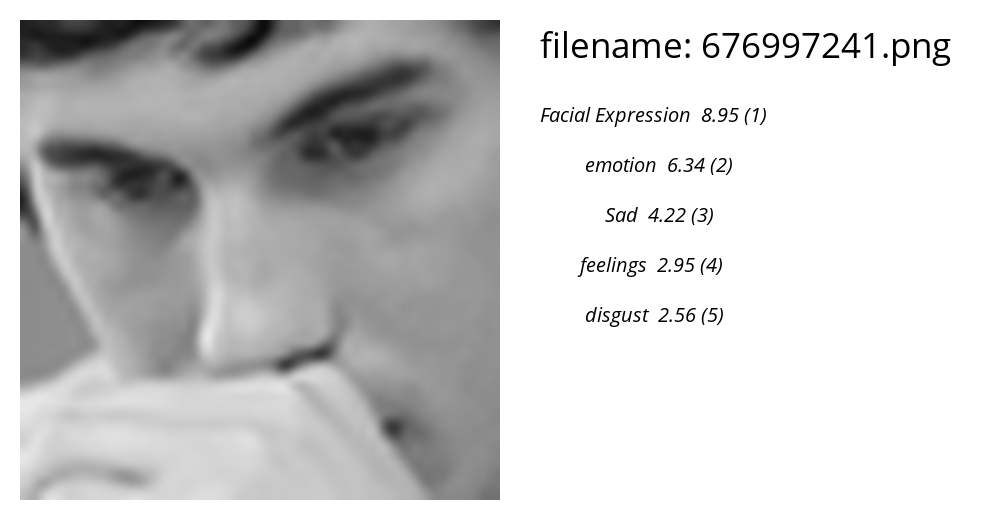 filename: 676997241.png
Facial Expression 8.95 (1)
emotion 6.34 (2)
Sad 4.22 (3)
feelings 2.95 (4)
disgust 2.56 (5)